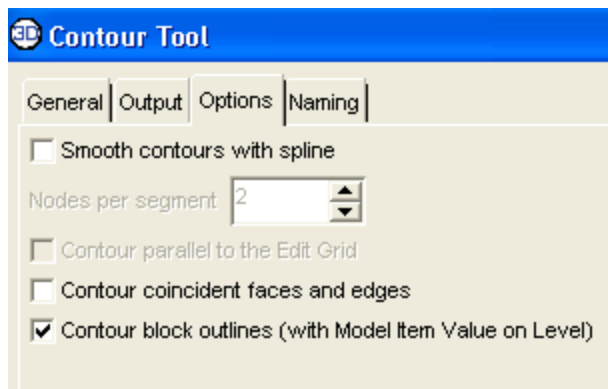 3D Contour Tool
General Output Options Naming
Smooth contours with spline
Nodes per segment 2
Contour parallel to the Edit Grid
Contour coincident faces and edges
Contour block outlines (with Model Item Value on Level)